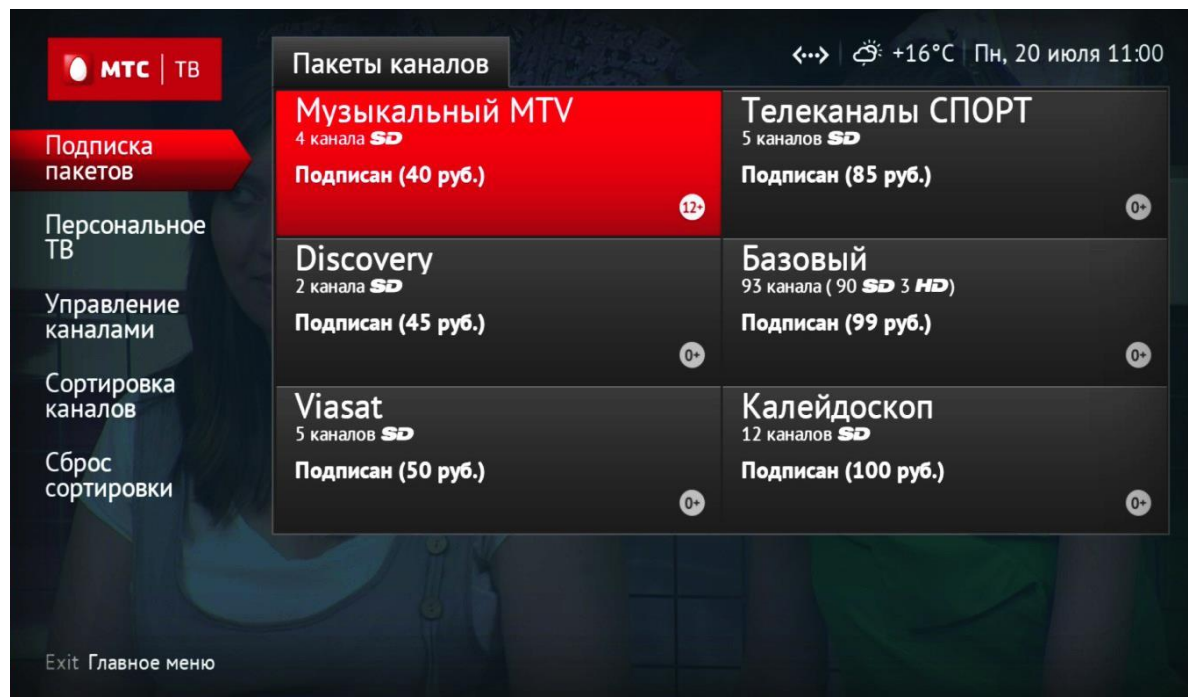 МТС | ТВ
Пакеты каналов
+16°C Пн, 20 июля 11:00
Подписка
пакетов
Персональное
ТВ
Управление
каналами
Сортировка
каналов
Сброс
сортировки
Музыкальный MTV
4 канала SD
Подписан (40 руб.)
12+
Телеканалы СПОРТ
5 каналов SD
Подписан (85 руб.)
0+
Discovery
2 канала SD
Подписан (45 руб.)
0+
Базовый
93 канала ( 90 SD 3 HD)
Подписан (99 руб.)
0+
Viasat
5 каналов SD
Подписан (50 руб.)
0+
Калейдоскоп
12 каналов SD
Подписан (100 руб.)
0+
Exit Главное меню